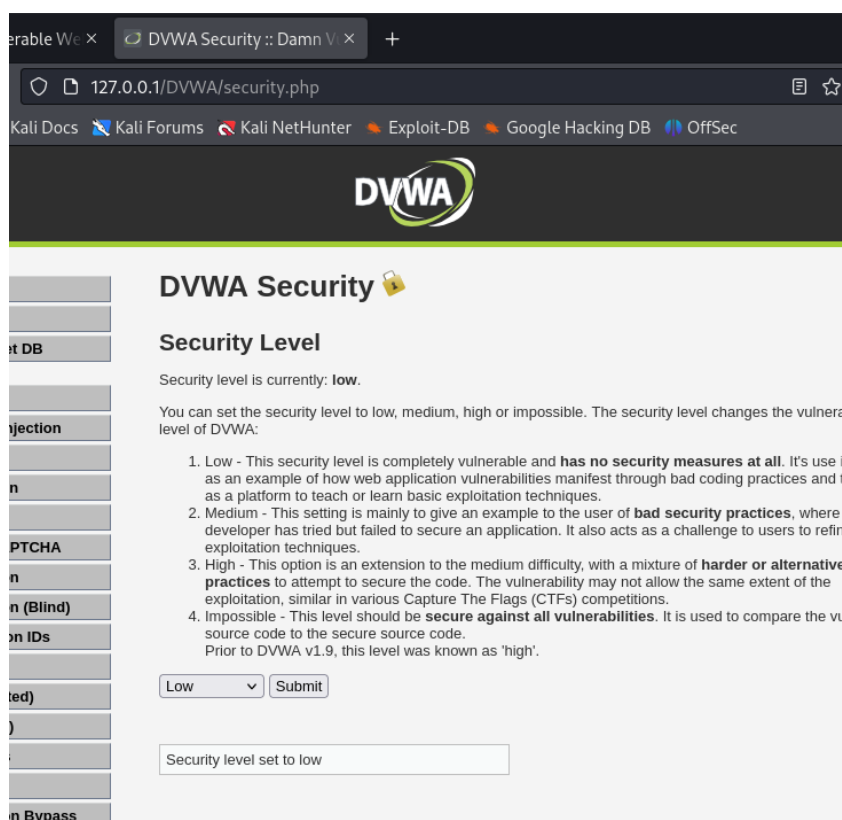 erable We
DVWA Security :: Damn V
127.0.0.1/DVWA/security.php
Kali Docs Kali Forums Kali NetHunter Exploit-DB Google Hacking DB OffSec
DVWA
DVWA Security
et DB
Security Level
Security level is currently: low.
You can set the security level to low, medium, high or impossible. The security level changes the vulnera
level of DVWA:
njection
1. Low - This security level is completely vulnerable and has no security measures at all. It's use i
as an example of how web application vulnerabilities manifest through bad coding practices and
as a platform to teach or learn basic exploitation techniques.
n
2. Medium - This setting is mainly to give an example to the user of bad security practices, where
developer has tried but failed to secure an application. It also acts as a challenge to users to refin
exploitation techniques.
PTCHA
3. High - This option is an extension to the medium difficulty, with a mixture of harder or alternative
practices to attempt to secure the code. The vulnerability may not allow the same extent of the
exploitation, similar in various Capture The Flags (CTFs) competitions.
on
n (Blind)
4. Impossible - This level should be secure against all vulnerabilities. It is used to compare the vu
source code to the secure source code.
Prior to DVWA v1.9, this level was known as 'high'.
on IDs
Low Submit
ted)
)
Security level set to low
n Bypass